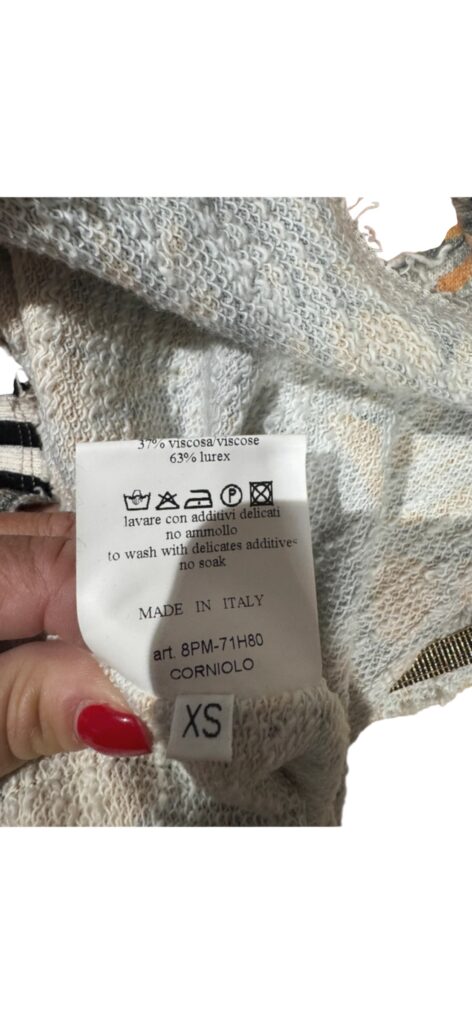 37% viscosa/viscose
63% lurex
P
lavare con additivi delicati
no ammollo
to wash with delicates additives
no soak
MADE IN ITALY
art. 8PM-71H80
CORNIOLO
XS